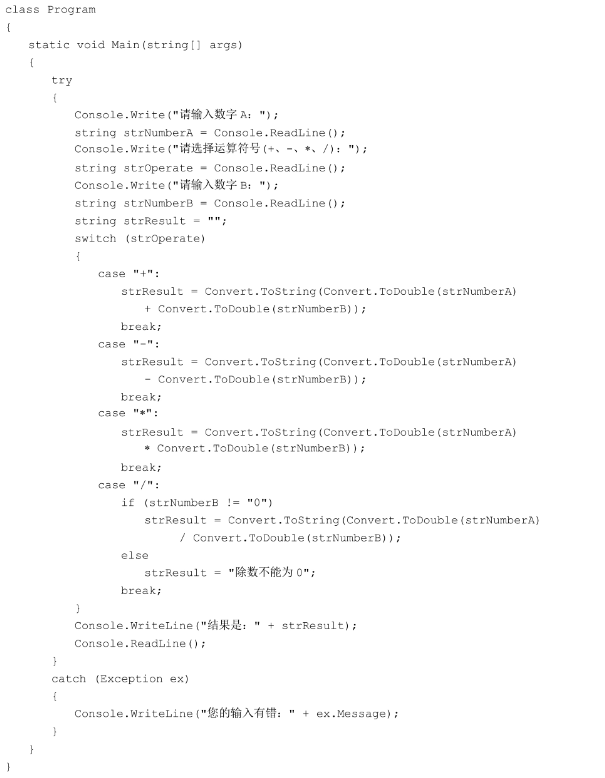 class Program
{
    static void Main(string[] args)
    {
        try
        {
            Console.Write("请输入数字A：");
            string strNumberA = Console.ReadLine();
            Console.Write("请选择运算符号(+、-、*、/)：");
            string strOperate = Console.ReadLine();
            Console.Write("请输入数字B：");
            string strNumberB = Console.ReadLine();
            string strResult = "";
            switch (strOperate)
            {
                case "+":
                    strResult = Convert.ToString(Convert.ToDouble(strNumberA)
                        + Convert.ToDouble(strNumberB));
                    break;
                case "-":
                    strResult = Convert.ToString(Convert.ToDouble(strNumberA)
                        - Convert.ToDouble(strNumberB));
                    break;
                case "*":
                    strResult = Convert.ToString(Convert.ToDouble(strNumberA)
                        * Convert.ToDouble(strNumberB));
                    break;
                case "/":
                    if (strNumberB != "0")
                        strResult = Convert.ToString(Convert.ToDouble(strNumberA)
                            / Convert.ToDouble(strNumberB));
                    else
                        strResult = "除数不能为0";
                    break;
            }
            Console.WriteLine("结果是：" + strResult);
            Console.ReadLine();
        }
        catch (Exception ex)
        {
            Console.WriteLine("您的输入有错：" + ex.Message);
        }
    }
}